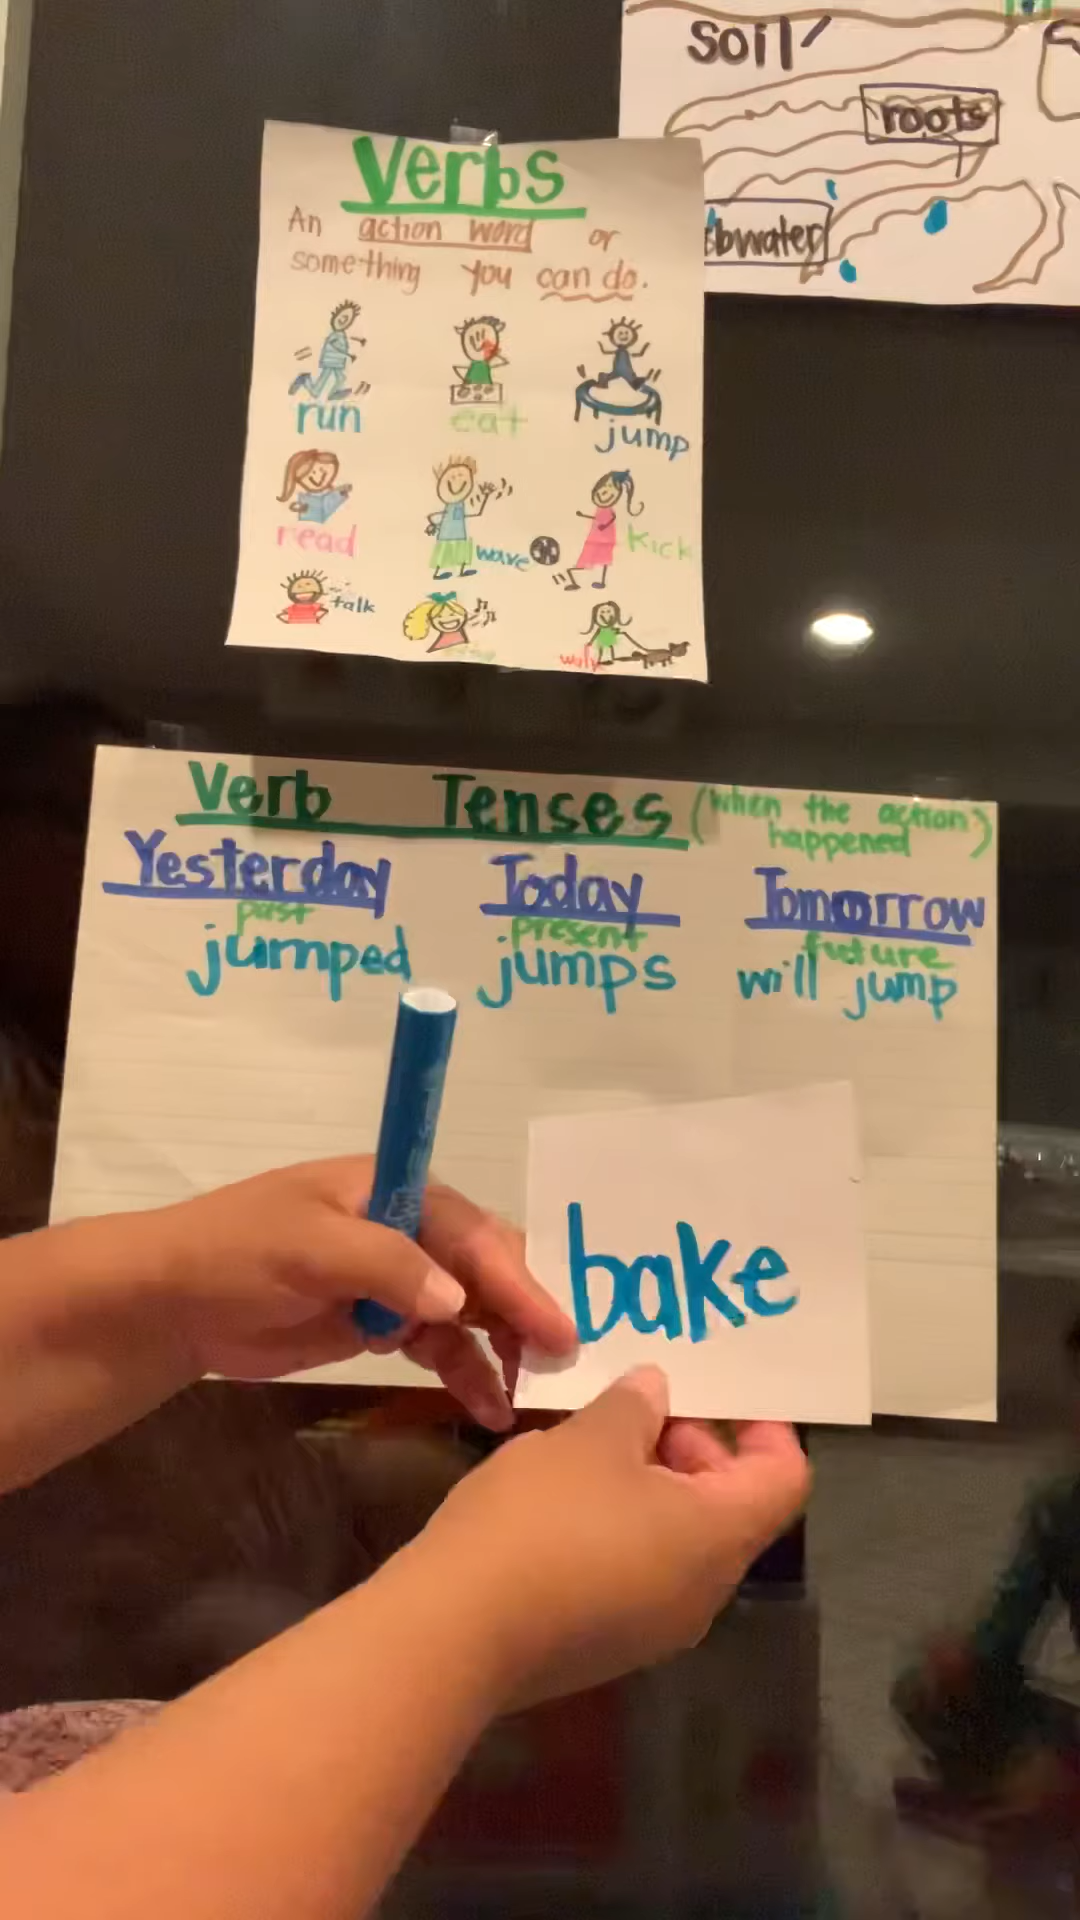 soil
roots
water
Verbs
An action word or
something you can do.
run eat jump
read wave kick
talk walk
Verb Tenses (when the action
happened)
Yesterday Today Tomorrow
past present future
jumped jumps will jump
bake